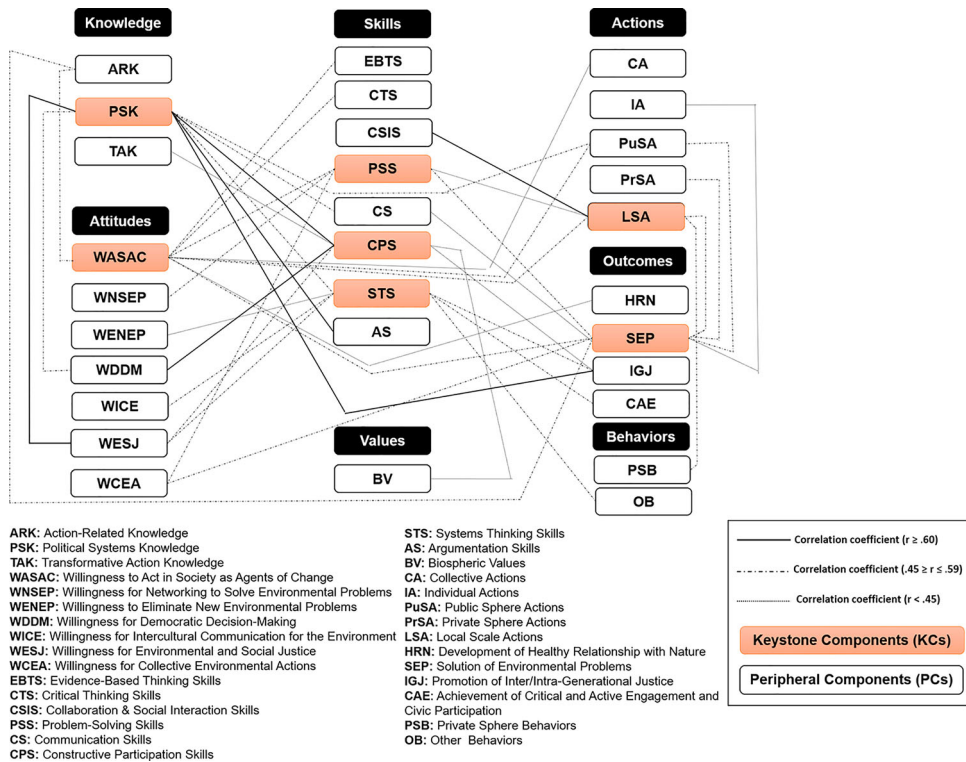 Knowledge
ARK
PSK
TAK
Attitudes
WASAC
WNSEP
WENEP
WDDM
WICE
WESJ
WCEA
Skills
EBTS
CTS
CSIS
PSS
CS
CPS
STS
AS
Values
BV
Actions
CA
IA
PuSA
PrSA
LSA
Outcomes
HRN
SEP
IGJ
CAE
Behaviors
PSB
OB
ARK: Action-Related Knowledge
PSK: Political Systems Knowledge
TAK: Transformative Action Knowledge
WASAC: Willingness to Act in Society as Agents of Change
WNSEP: Willingness for Networking to Solve Environmental Problems
WENEP: Willingness to Eliminate New Environmental Problems
WDDM: Willingness for Democratic Decision-Making
WICE: Willingness for Intercultural Communication for the Environment
WESJ: Willingness for Environmental and Social Justice
WCEA: Willingness for Collective Environmental Actions
EBTS: Evidence-Based Thinking Skills
CTS: Critical Thinking Skills
CSIS: Collaboration & Social Interaction Skills
PSS: Problem-Solving Skills
CS: Communication Skills
CPS: Constructive Participation Skills
STS: Systems Thinking Skills
AS: Argumentation Skills
BV: Biospheric Values
CA: Collective Actions
IA: Individual Actions
PuSA: Public Sphere Actions
PrSA: Private Sphere Actions
LSA: Local Scale Actions
HRN: Development of Healthy Relationship with Nature
SEP: Solution of Environmental Problems
IGJ: Promotion of Inter/Intra-Generational Justice
CAE: Achievement of Critical and Active Engagement and
Civic Participation
PSB: Private Sphere Behaviors
OB: Other Behaviors
Correlation coefficient (r ≥ .60)
Correlation coefficient (.45 ≥ r ≤ .59)
Correlation coefficient (r < .45)
Keystone Components (KCs)
Peripheral Components (PCs)